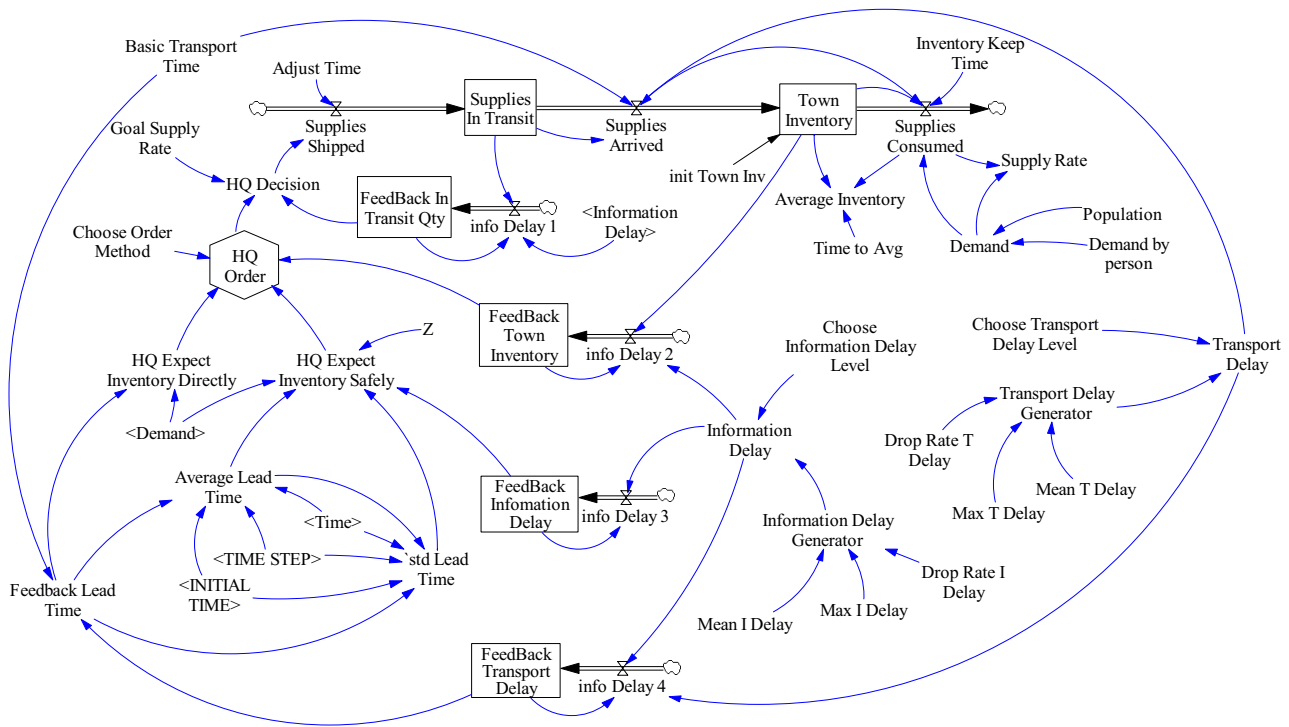 Basic Transport
Time
Adjust Time
Supplies
Shipped
Supplies
In Transit
Supplies
Arrived
Town
Inventory
Inventory Keep
Time
Supplies
Consumed
Goal Supply
Rate
HQ Decision
FeedBack In
Transit Qty
info Delay 1
<Information
Delay>
init Town Inv
Average Inventory
Time to Avg
Supply Rate
Population
Demand
Demand by
person
Choose Order
Method
HQ
Order
FeedBack
Town
Inventory
info Delay 2
Z
HQ Expect
Inventory Directly
HQ Expect
Inventory Safely
<Demand>
Choose
Information Delay
Level
Choose Transport
Delay Level
Transport
Delay
Transport Delay
Generator
Drop Rate T
Delay
Max T Delay
Mean T Delay
Information
Delay
Average Lead
Time
<Time>
<TIME STEP>
<INITIAL
TIME>
`std Lead
Time
FeedBack
Infomation
Delay
info Delay 3
Information Delay
Generator
Drop Rate I
Delay
Max I Delay
Mean I Delay
Feedback Lead
Time
FeedBack
Transport
Delay
info Delay 4